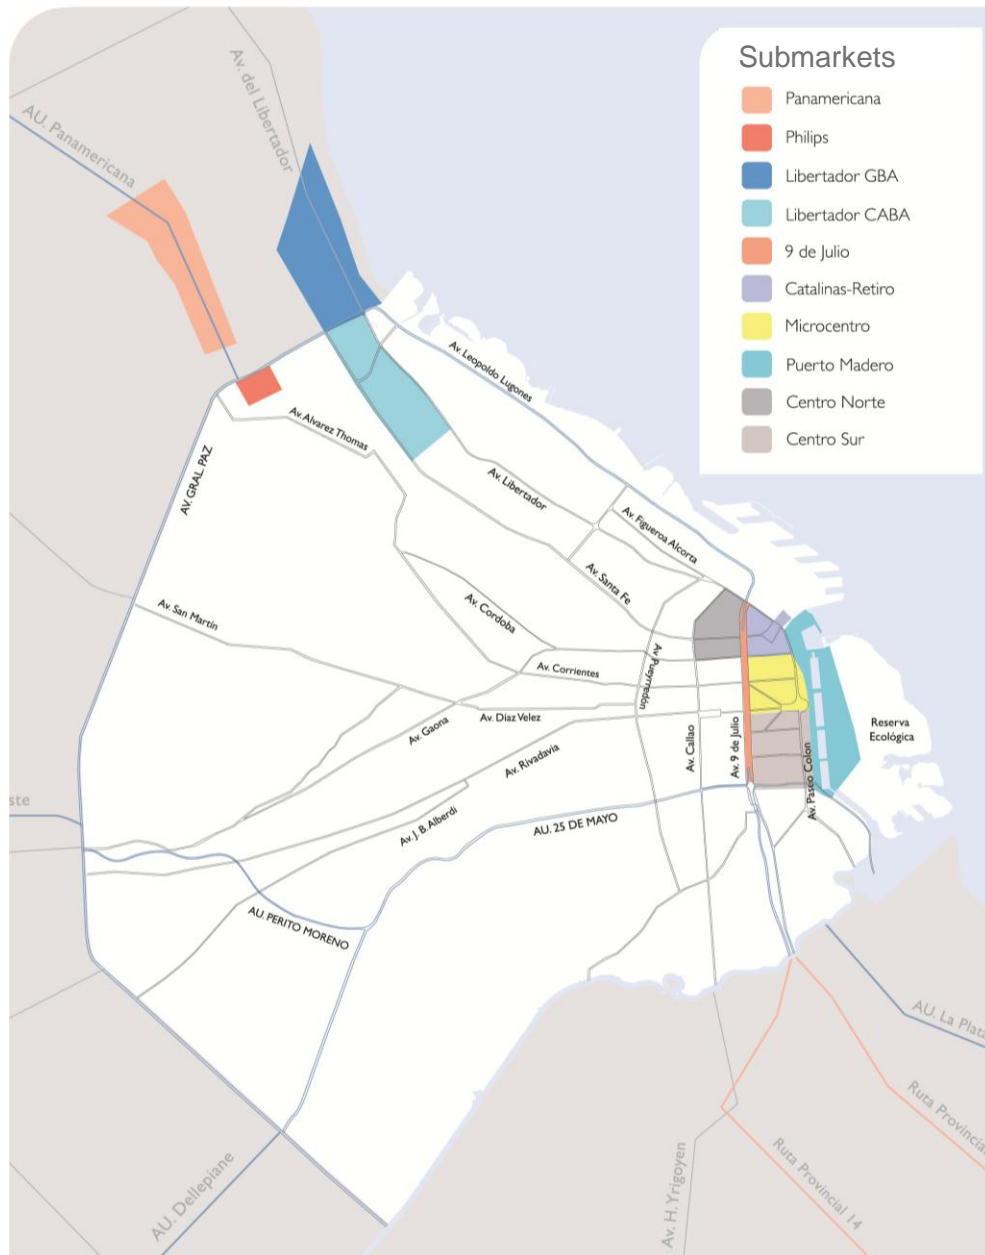 Submarkets
Panamericana
Philips
Libertador GBA
Libertador CABA
9 de Julio
Catalinas-Retiro
Microcentro
Puerto Madero
Centro Norte
Centro Sur
Av. del Libertador
AU. Panamericana
Av. Leopoldo Lugones
Av. Alvarez Thomas
AV. GRAL. PAZ
Av. Libertador
Av. Figueroa Alcorta
Av. Santa Fe
Av. San Martín
Av. Cordoba
Av. Corrientes
Av Pueyrredón
Av. Díaz Velez
Av. Gaona
Av. Rivadavia
Av. Callao
Av. 9 de Julio
Av. Paseo Colon
Reserva
Ecológica
ste
Av. J. B. Alberdi
AU. 25 DE MAYO
AU. PERITO MORENO
AU. La Plata
Ruta Provincial
Ruta Provincial 14
Av. H. Yrigoyen
AU. Dellepiane